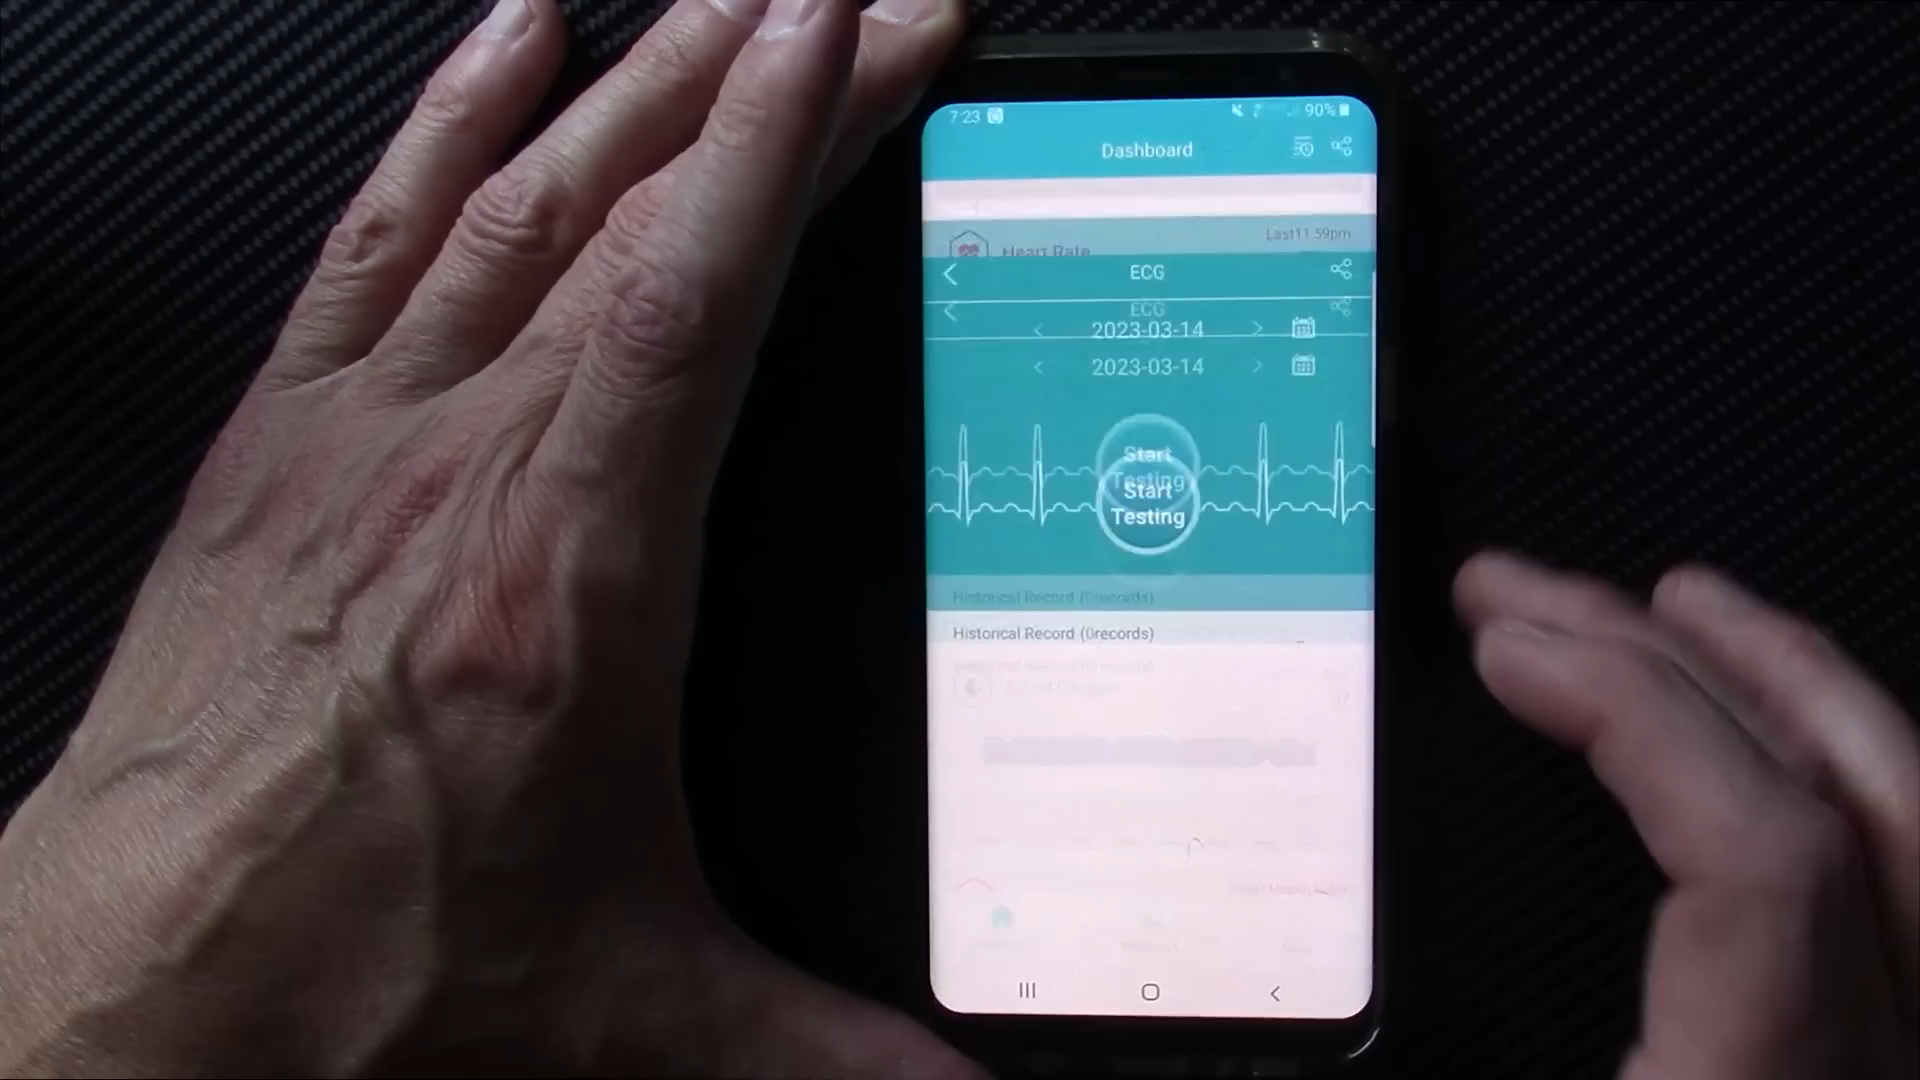 7:23
90%
Dashboard
Last11:59pm
Heart Rate
ECG
ECG
2023-03-14
2023-03-14
Start
Testing
Start
Testing
Historical Record (0records)
Historical Record (0records)